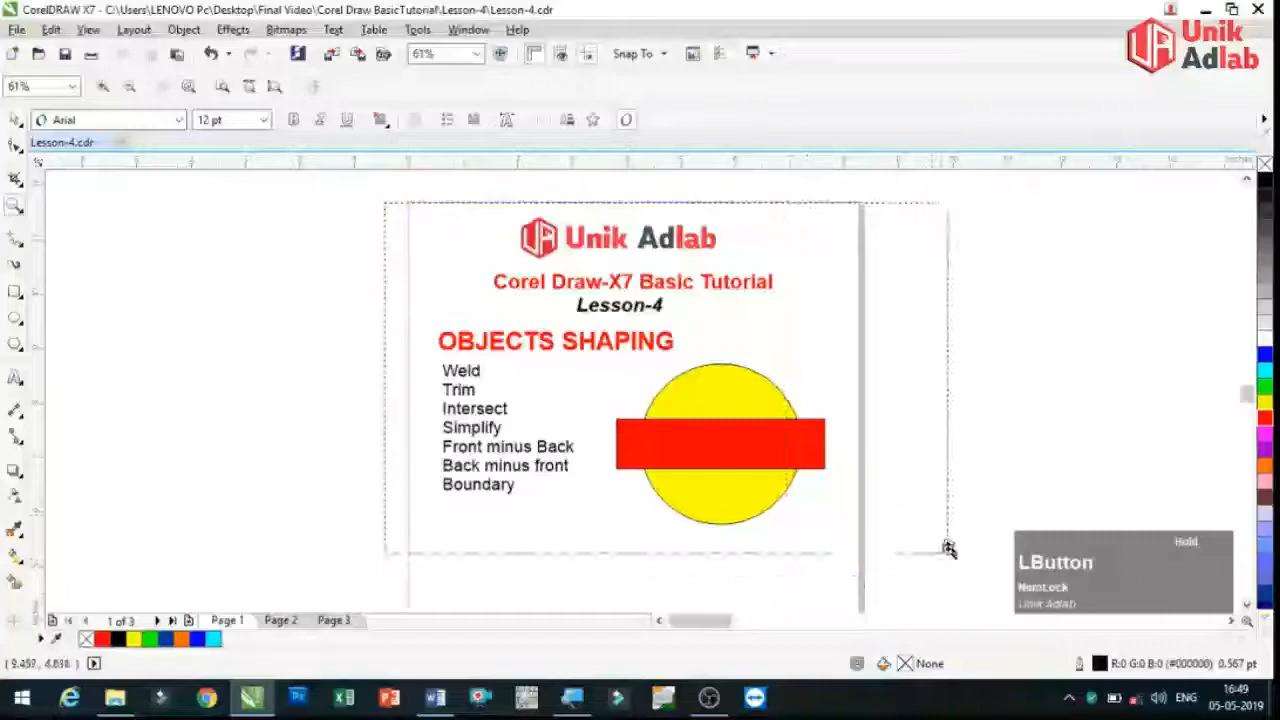 CorelDRAW X7 - C:\Users\LENOVO Pc\Desktop\Final Video\Corel Draw BasicTutorial\Lesson-4\Lesson-4.cdr
File Edit View Layout Object Effects Bitmaps Text Table Tools Window Help
Unik
Adlab
61% Snap To
61%
Arial 12 pt
Lesson-4.cdr
Unik Adlab
Corel Draw-X7 Basic Tutorial
Lesson-4
OBJECTS SHAPING
Weld
Trim
Intersect
Simplify
Front minus Back
Back minus front
Boundary
Hold
LButton
NumLock
Unik Adlab
1 of 3 Page 1 Page 2 Page 3
None R:0 G:0 B:0 (#000000) 0.567 pt
ENG 16:49
05-05-2019